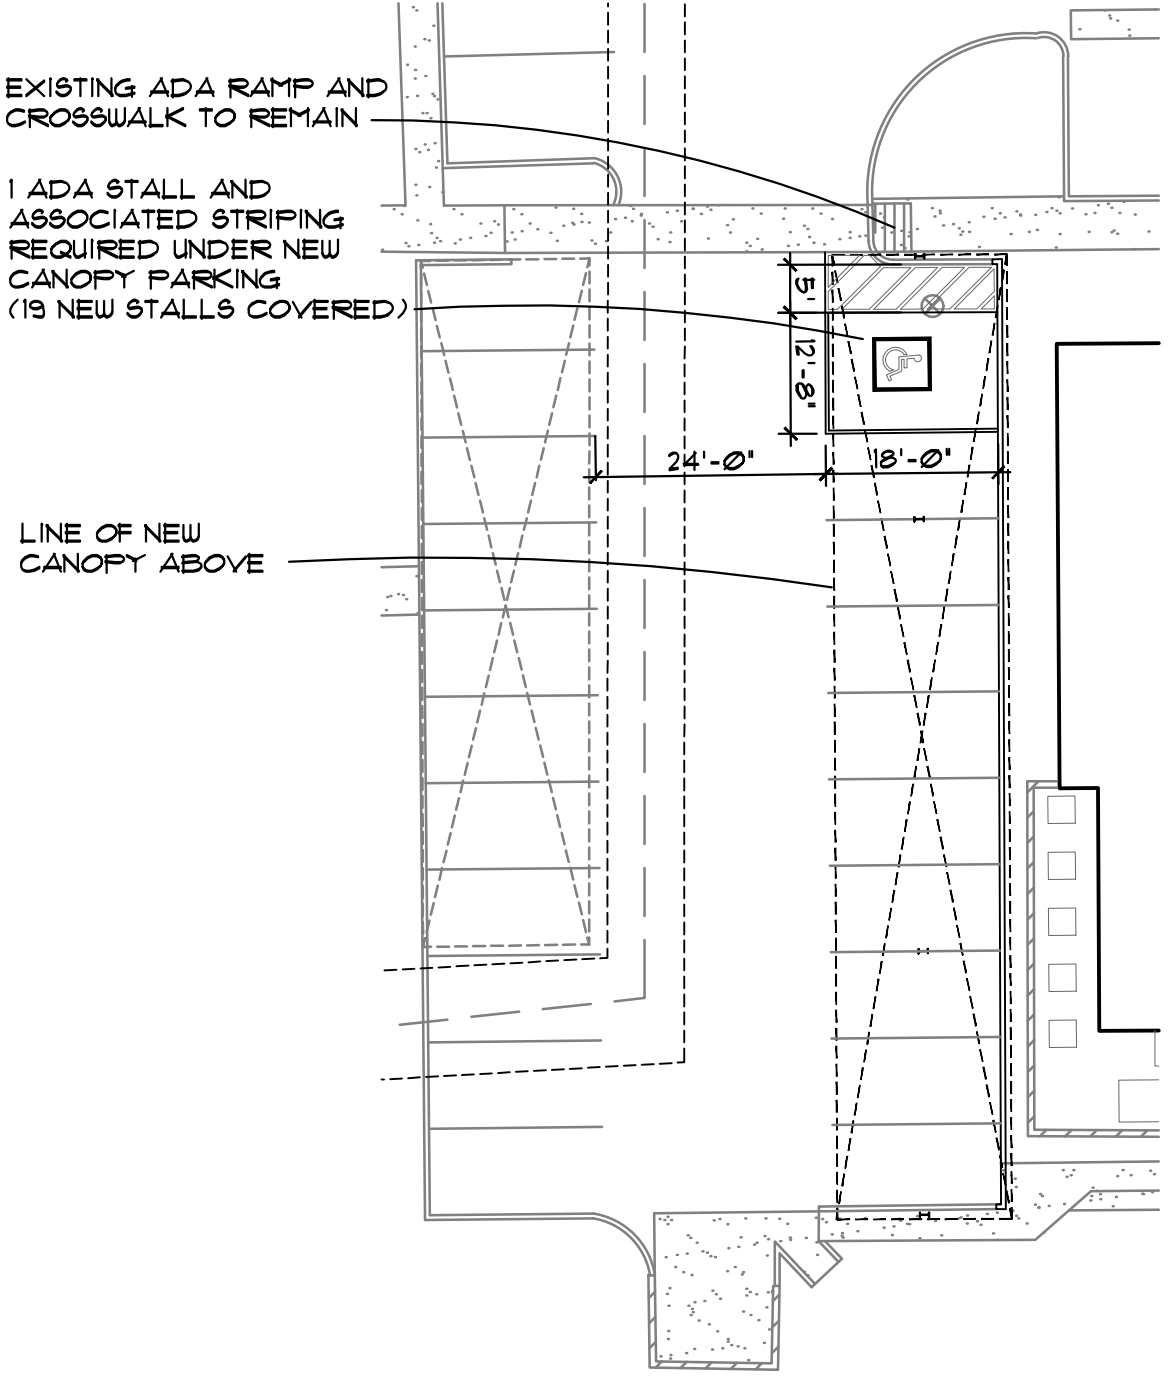 EXISTING ADA RAMP AND
CROSSWALK TO REMAIN
1 ADA STALL AND
ASSOCIATED STRIPING
REQUIRED UNDER NEW
CANOPY PARKING
(19 NEW STALLS COVERED)
5'
12'-8"
24'-0"
18'-0"
LINE OF NEW
CANOPY ABOVE